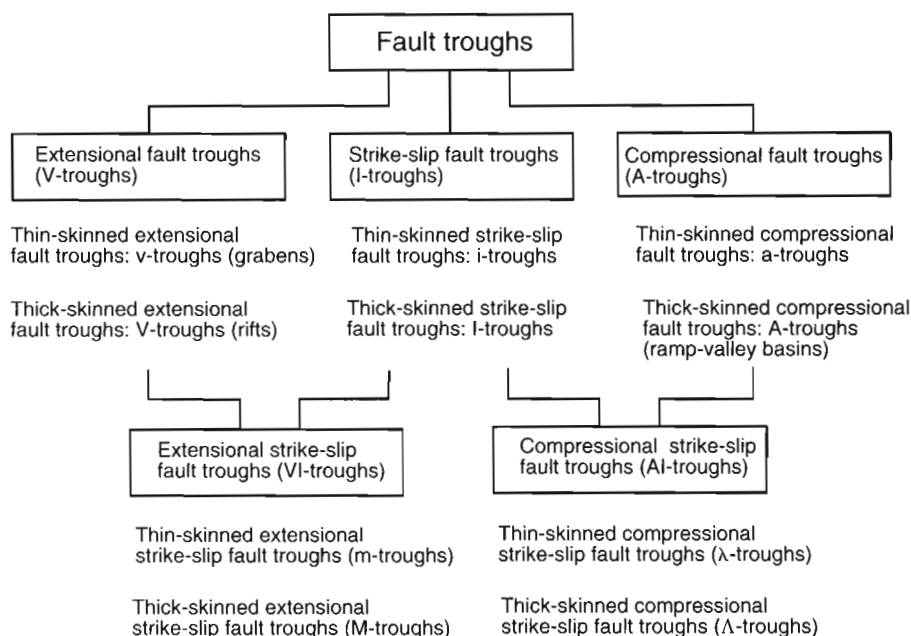 Fault troughs
Extensional fault troughs
(V-troughs)
Strike-slip fault troughs
(I-troughs)
Compressional fault troughs
(A-troughs)
Thin-skinned extensional
fault troughs: v-troughs (grabens)
Thin-skinned strike-slip
fault troughs: i-troughs
Thin-skinned compressional
fault troughs: a-troughs
Thick-skinned extensional
fault troughs: V-troughs (rifts)
Thick-skinned strike-slip
fault troughs: I-troughs
Thick-skinned compressional
fault troughs: A-troughs
(ramp-valley basins)
Extensional strike-slip
fault troughs (VI-troughs)
Compressional strike-slip
fault troughs (AI-troughs)
Thin-skinned extensional
strike-slip fault troughs (m-troughs)
Thin-skinned compressional
strike-slip fault troughs (λ-troughs)
Thick-skinned extensional
strike-slip fault troughs (M-troughs)
Thick-skinned compressional
strike-slip fault troughs (Λ-troughs)